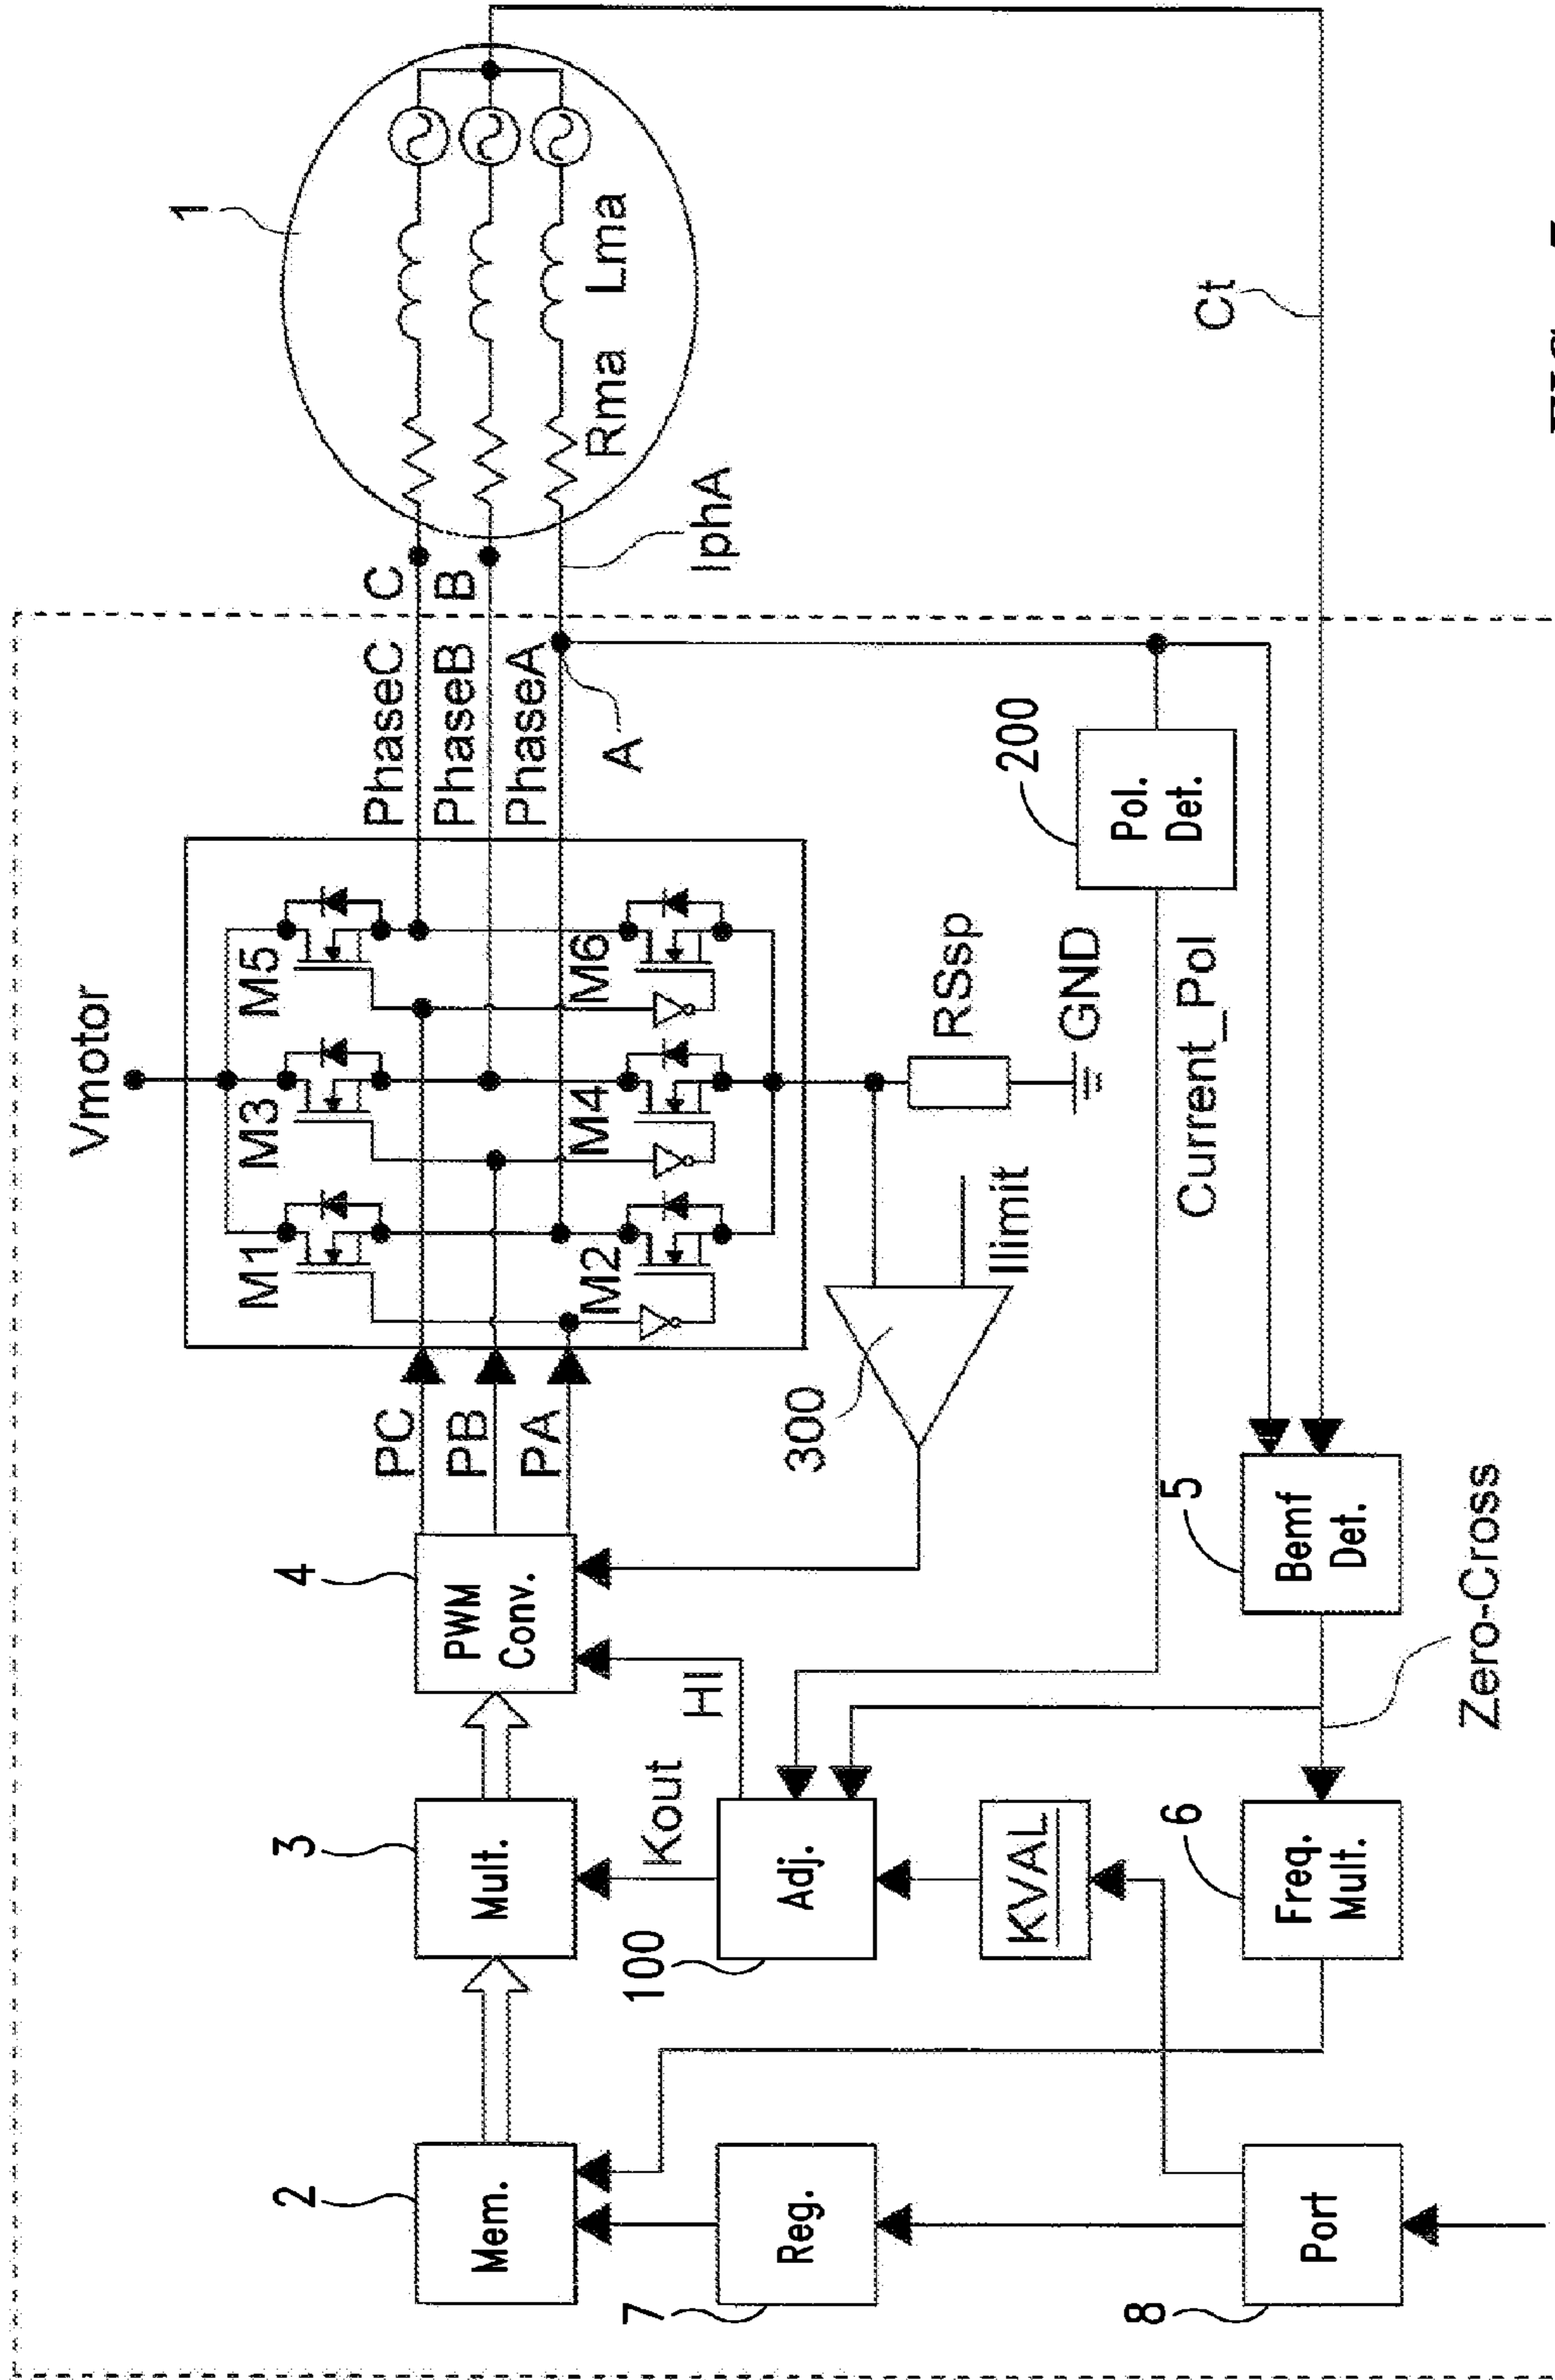 Vmotor
1
M1
M3
M5
PhaseC
C
PhaseB
B
PhaseA
A
Rma
Lma
IphA
M2
M4
M6
PC
PB
PA
2
Mem.
3
Mult.
4
PWM
Conv.
300
Ilimit
RSsp
GND
Kout
HI
7
Reg.
100
Adj.
KVAL
200
Pol.
Det.
Current_Pol
Ct
8
Port
6
Freq.
Mult.
5
Bemf
Det.
Zero-Cross